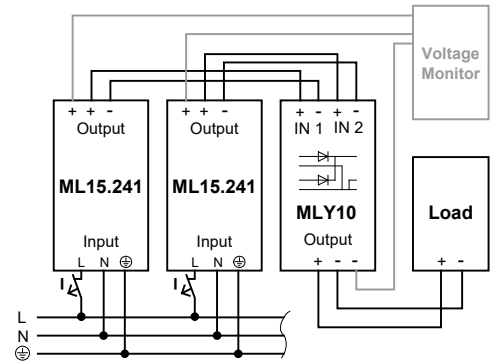 Voltage
Monitor
+ + -
+ + -
+ - + -
Output
Output
IN 1 IN 2
ML15.241
ML15.241
MLY10
Load
Input
Input
Output
L N
L N
+ - -
+ -
I
I
L
N